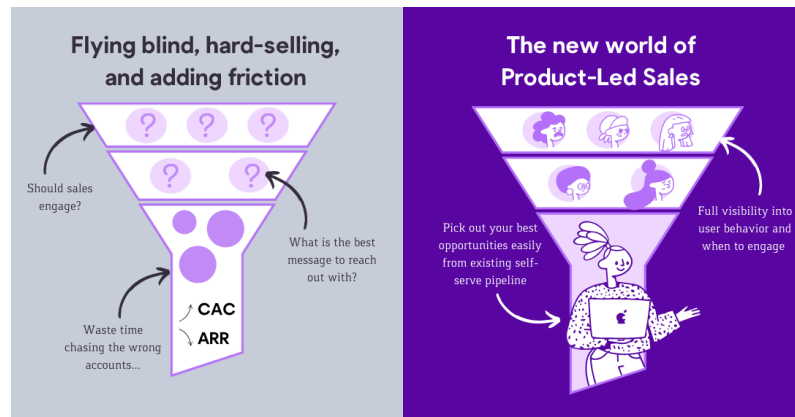 Flying blind, hard-selling,
and adding friction
? ? ?
Should sales
engage?
? ?
What is the best
message to reach
out with?
Waste time
chasing the wrong
accounts...
CAC
ARR
The new world of
Product-Led Sales
Full visibility into
user behavior and
when to engage
Pick out your best
opportunities easily
from existing self-
serve pipeline